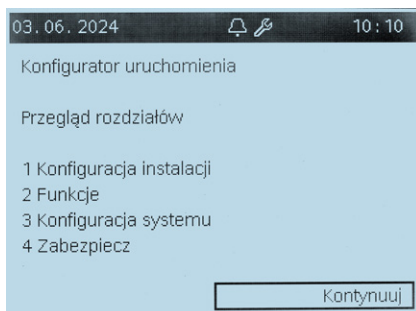 03.06.2024 10:10
Konfigurator uruchomienia
Przegląd rozdziałów
1 Konfiguracja instalacji
2 Funkcje
3 Konfiguracja systemu
4 Zabezpiecz
Kontynuuj